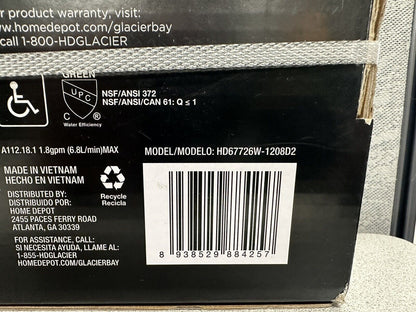 r product warranty, visit:
www.homedepot.com/glacierbay
call 1-800-HDGLACIER
GREEN
UPC
C ®
Water Efficiency
NSF/ANSI 372
NSF/ANSI/CAN 61: Q ≤ 1
A112.18.1 1.8gpm (6.8L/min)MAX
MODEL/MODELO: HD67726W-1208D2
MADE IN VIETNAM
HECHO EN VIETNAM
Recycle
Recicla
DISTRIBUTED BY:
DISTRIBUIDO POR:
HOME DEPOT
2455 PACES FERRY ROAD
ATLANTA, GA 30339
FOR ASSISTANCE, CALL:
SI NECESITA AYUDA, LLAME AL:
1-855-HDGLACIER
HOMEDEPOT.COM/GLACIERBAY
8 938529 884257